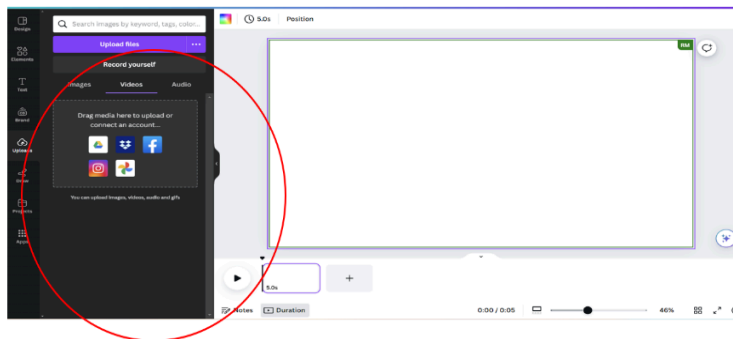 Design
Elements
Text
Brand
Uploads
Draw
Projects
Apps
Search images by keyword, tags, color...
Upload files
Record yourself
Images Videos Audio
Drag media here to upload or
connect an account...
You can upload images, videos, audio and gifs
5.0s Position
RM
5.0s
Notes Duration 0:00 / 0:05 46%